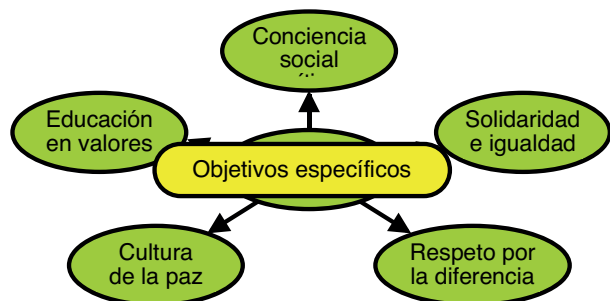 Conciencia
social
Educación
en valores
Solidaridad
e igualdad
Objetivos específicos
Cultura
de la paz
Respeto por
la diferencia